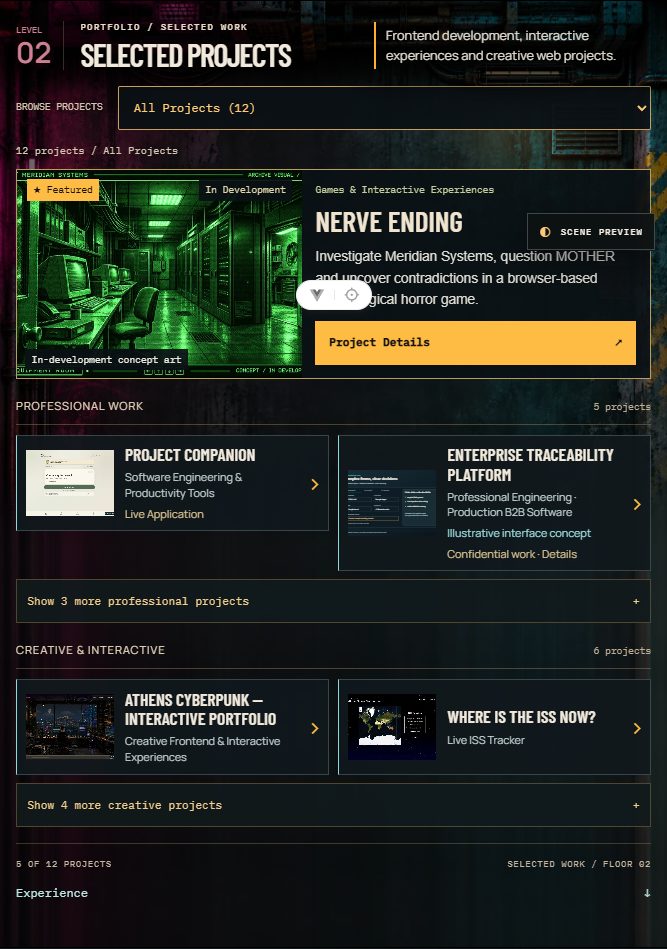 LEVEL
02
PORTFOLIO / SELECTED WORK
SELECTED PROJECTS
Frontend development, interactive
experiences and creative web projects.
BROWSE PROJECTS
All Projects (12)
12 projects / All Projects
MERIDIAN SYSTEMS
ARCHIVE VISUAL /
★ Featured
In Development
In-development concept art
EQUIPMENT ROOM
CONCEPT / IN DEVELOP
Games & Interactive Experiences
NERVE ENDING
SCENE PREVIEW
Investigate Meridian Systems, question MOTHER
and uncover contradictions in a browser-based
gical horror game.
Project Details ↗
PROFESSIONAL WORK
5 projects
PROJECT COMPANION
Software Engineering &
Productivity Tools
Live Application
ENTERPRISE TRACEABILITY
PLATFORM
Professional Engineering ·
Production B2B Software
Illustrative interface concept
Confidential work · Details
Show 3 more professional projects +
CREATIVE & INTERACTIVE
6 projects
ATHENS CYBERPUNK —
INTERACTIVE PORTFOLIO
Creative Frontend & Interactive
Experiences
WHERE IS THE ISS NOW?
Live ISS Tracker
Show 4 more creative projects +
5 OF 12 PROJECTS
SELECTED WORK / FLOOR 02
Experience ↓